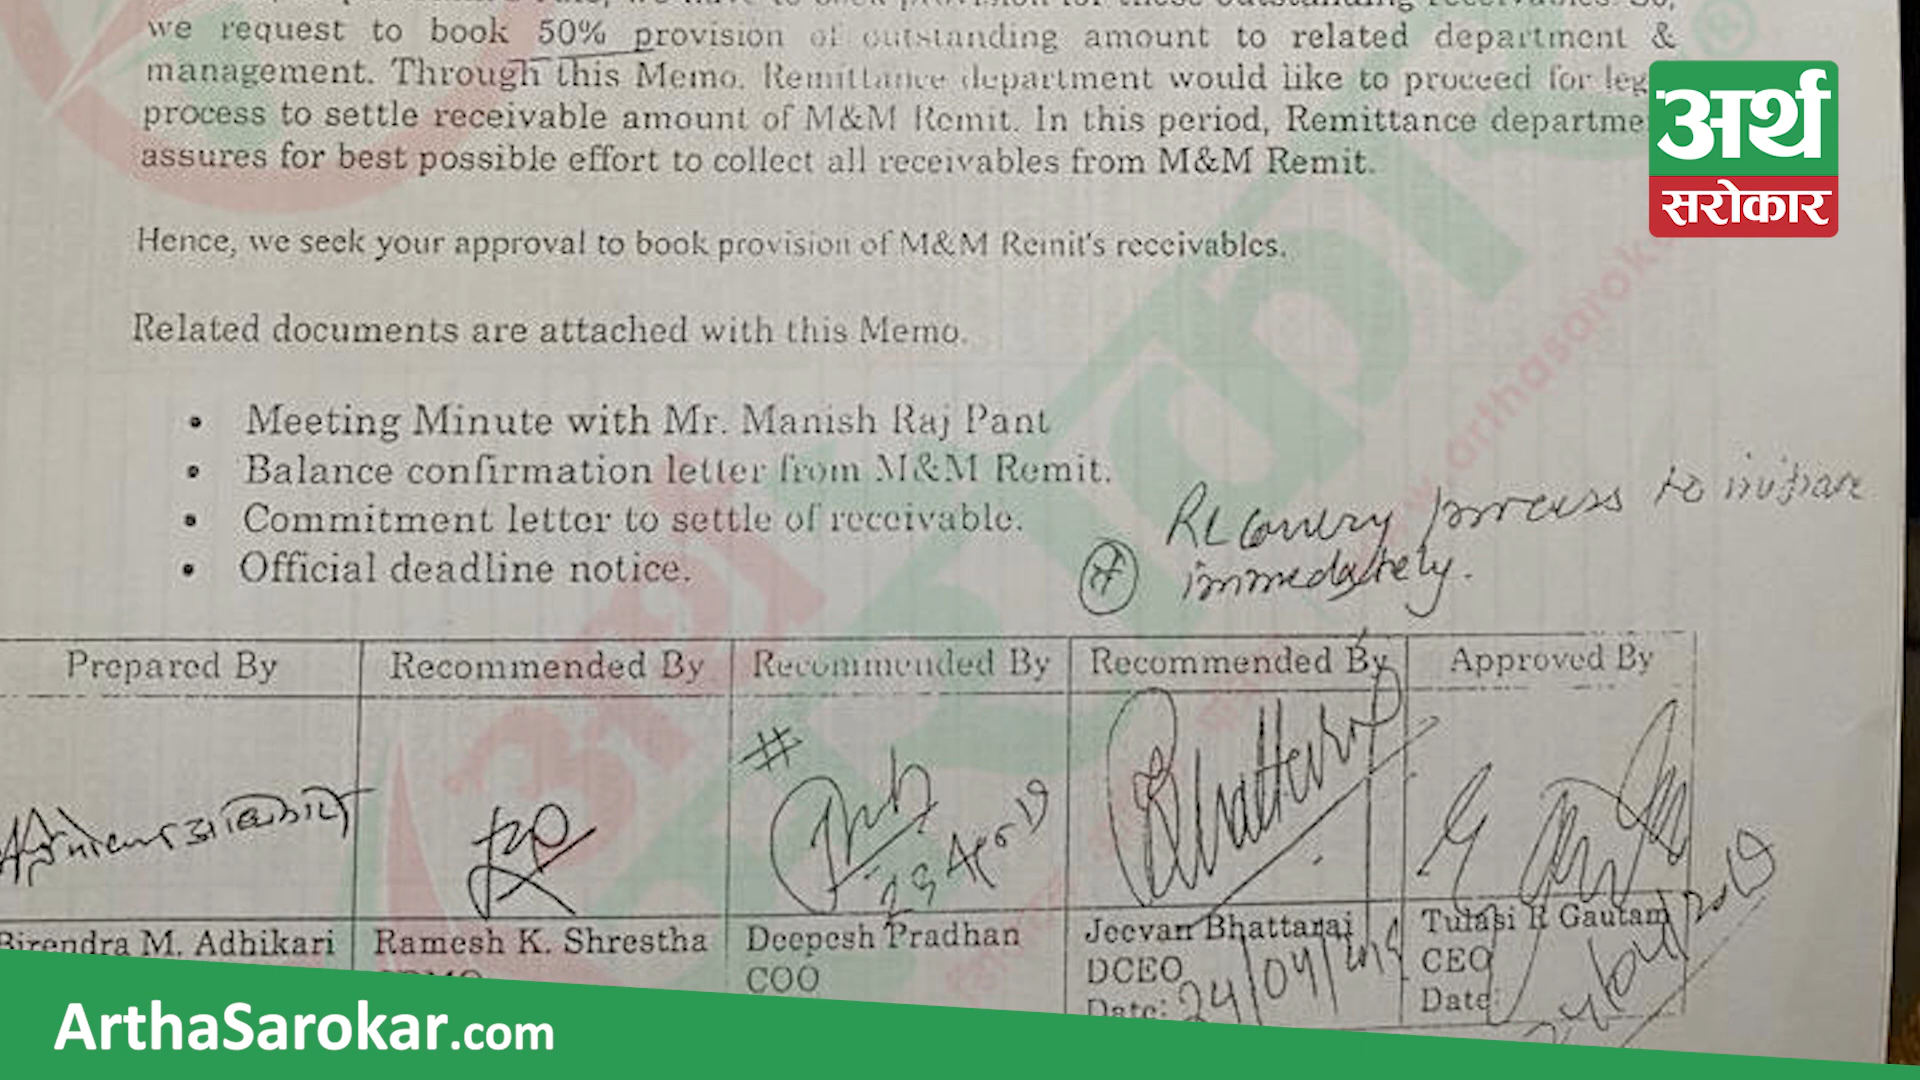 we request to book 50% provision of outstanding amount to related department &
management. Through this Memo, Remittance department would like to proceed for leg
process to settle receivable amount of M&M Remit. In this period, Remittance departme
assures for best possible effort to collect all receivables from M&M Remit.
अर्थ
सरोकार
Hence, we seek your approval to book provision of M&M Remit's receivables.
Related documents are attached with this Memo.
• Meeting Minute with Mr. Manish Raj Pant
• Balance confirmation letter from M&M Remit.
• Commitment letter to settle of receivable.
• Official deadline notice.
Recovery process to initiate
immediately.
Prepared By Recommended By Recommended By Recommended By Approved By
#
Bhattarai
Birendra M. Adhikari Ramesh K. Shrestha Deepesh Pradhan Jeevan Bhattarai Tulasi R Gautam
COO DCEO CEO
Date: 24/04/2019 Date:
ArthaSarokar.com